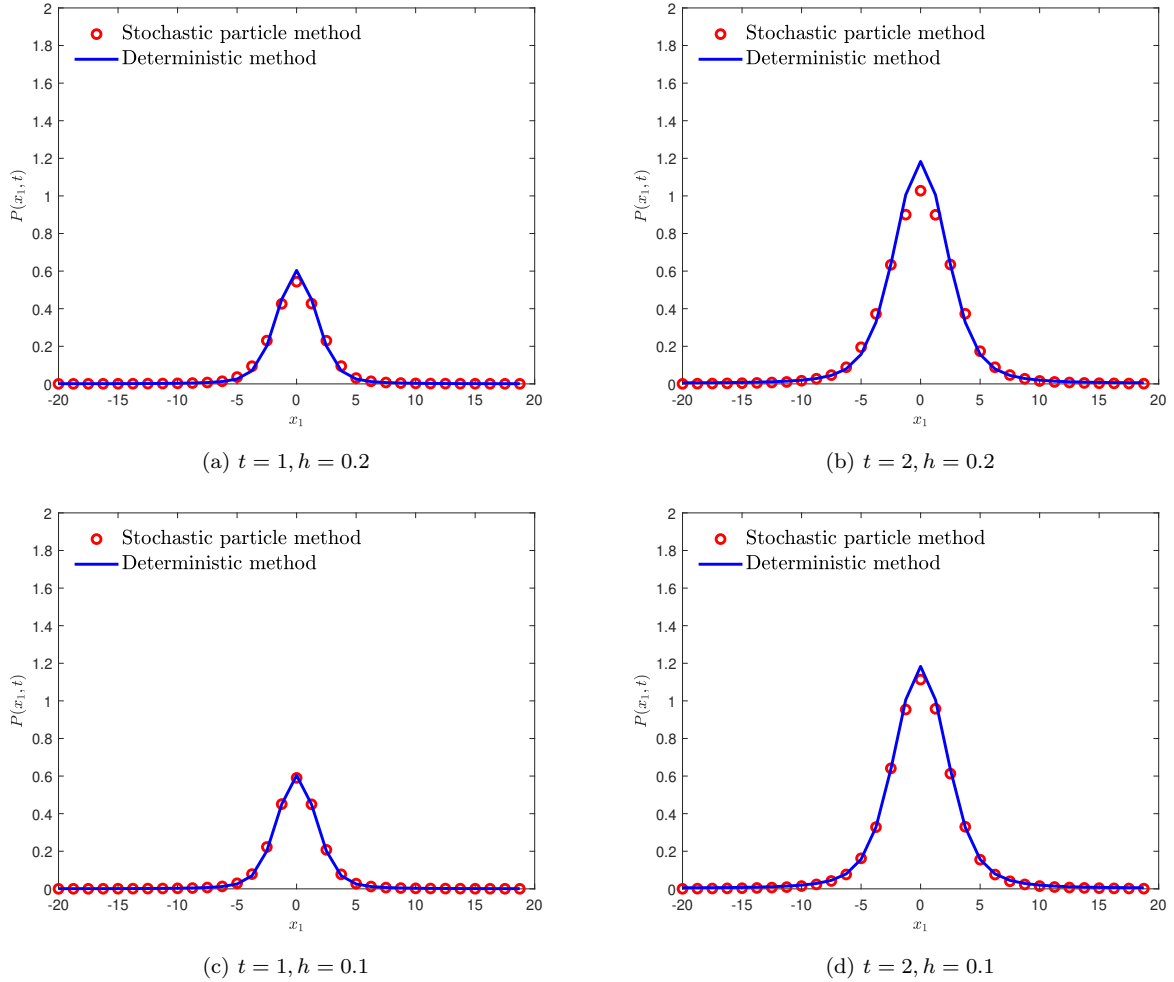 2
1.8
1.6
1.4
1.2
1
0.8
0.6
0.4
0.2
0
Stochastic particle method
Deterministic method
P(x₁, t)
-20 -15 -10 -5 0 5 10 15 20
x₁
(a) t = 1, h = 0.2
2
1.8
1.6
1.4
1.2
1
0.8
0.6
0.4
0.2
0
Stochastic particle method
Deterministic method
P(x₁, t)
-20 -15 -10 -5 0 5 10 15 20
x₁
(b) t = 2, h = 0.2
2
1.8
1.6
1.4
1.2
1
0.8
0.6
0.4
0.2
0
Stochastic particle method
Deterministic method
P(x₁, t)
-20 -15 -10 -5 0 5 10 15 20
x₁
(c) t = 1, h = 0.1
2
1.8
1.6
1.4
1.2
1
0.8
0.6
0.4
0.2
0
Stochastic particle method
Deterministic method
P(x₁, t)
-20 -15 -10 -5 0 5 10 15 20
x₁
(d) t = 2, h = 0.1